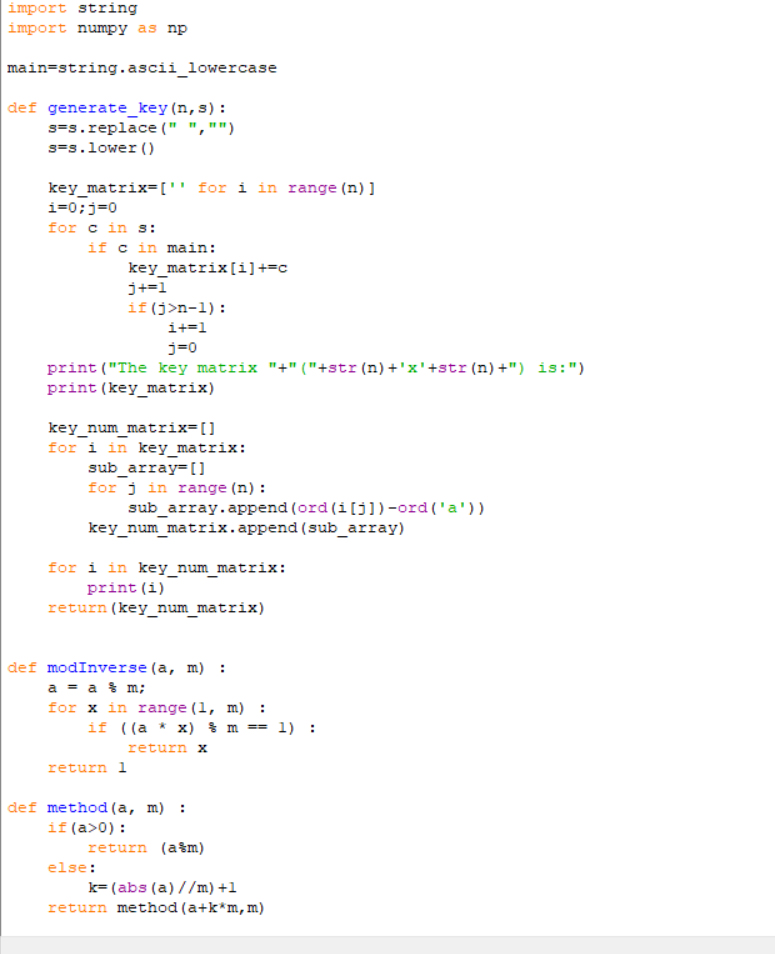 import string
import numpy as np
main=string.ascii_lowercase
def generate_key(n,s):
    s=s.replace(" ","")
    s=s.lower()
    key_matrix=['' for i in range(n)]
    i=0;j=0
    for c in s:
        if c in main:
            key_matrix[i]+=c
            j+=1
            if(j>n-1):
                i+=1
                j=0
    print("The key matrix "+"("+str(n)+'x'+str(n)+") is:")
    print(key_matrix)
    key_num_matrix=[]
    for i in key_matrix:
        sub_array=[]
        for j in range(n):
            sub_array.append(ord(i[j])-ord('a'))
        key_num_matrix.append(sub_array)
    for i in key_num_matrix:
        print(i)
    return(key_num_matrix)
def modInverse(a, m) :
    a = a % m;
    for x in range(1, m) :
        if ((a * x) % m == 1) :
            return x
    return 1
def method(a, m) :
    if(a>0):
        return (a%m)
    else:
        k=(abs(a)//m)+1
    return method(a+k*m,m)